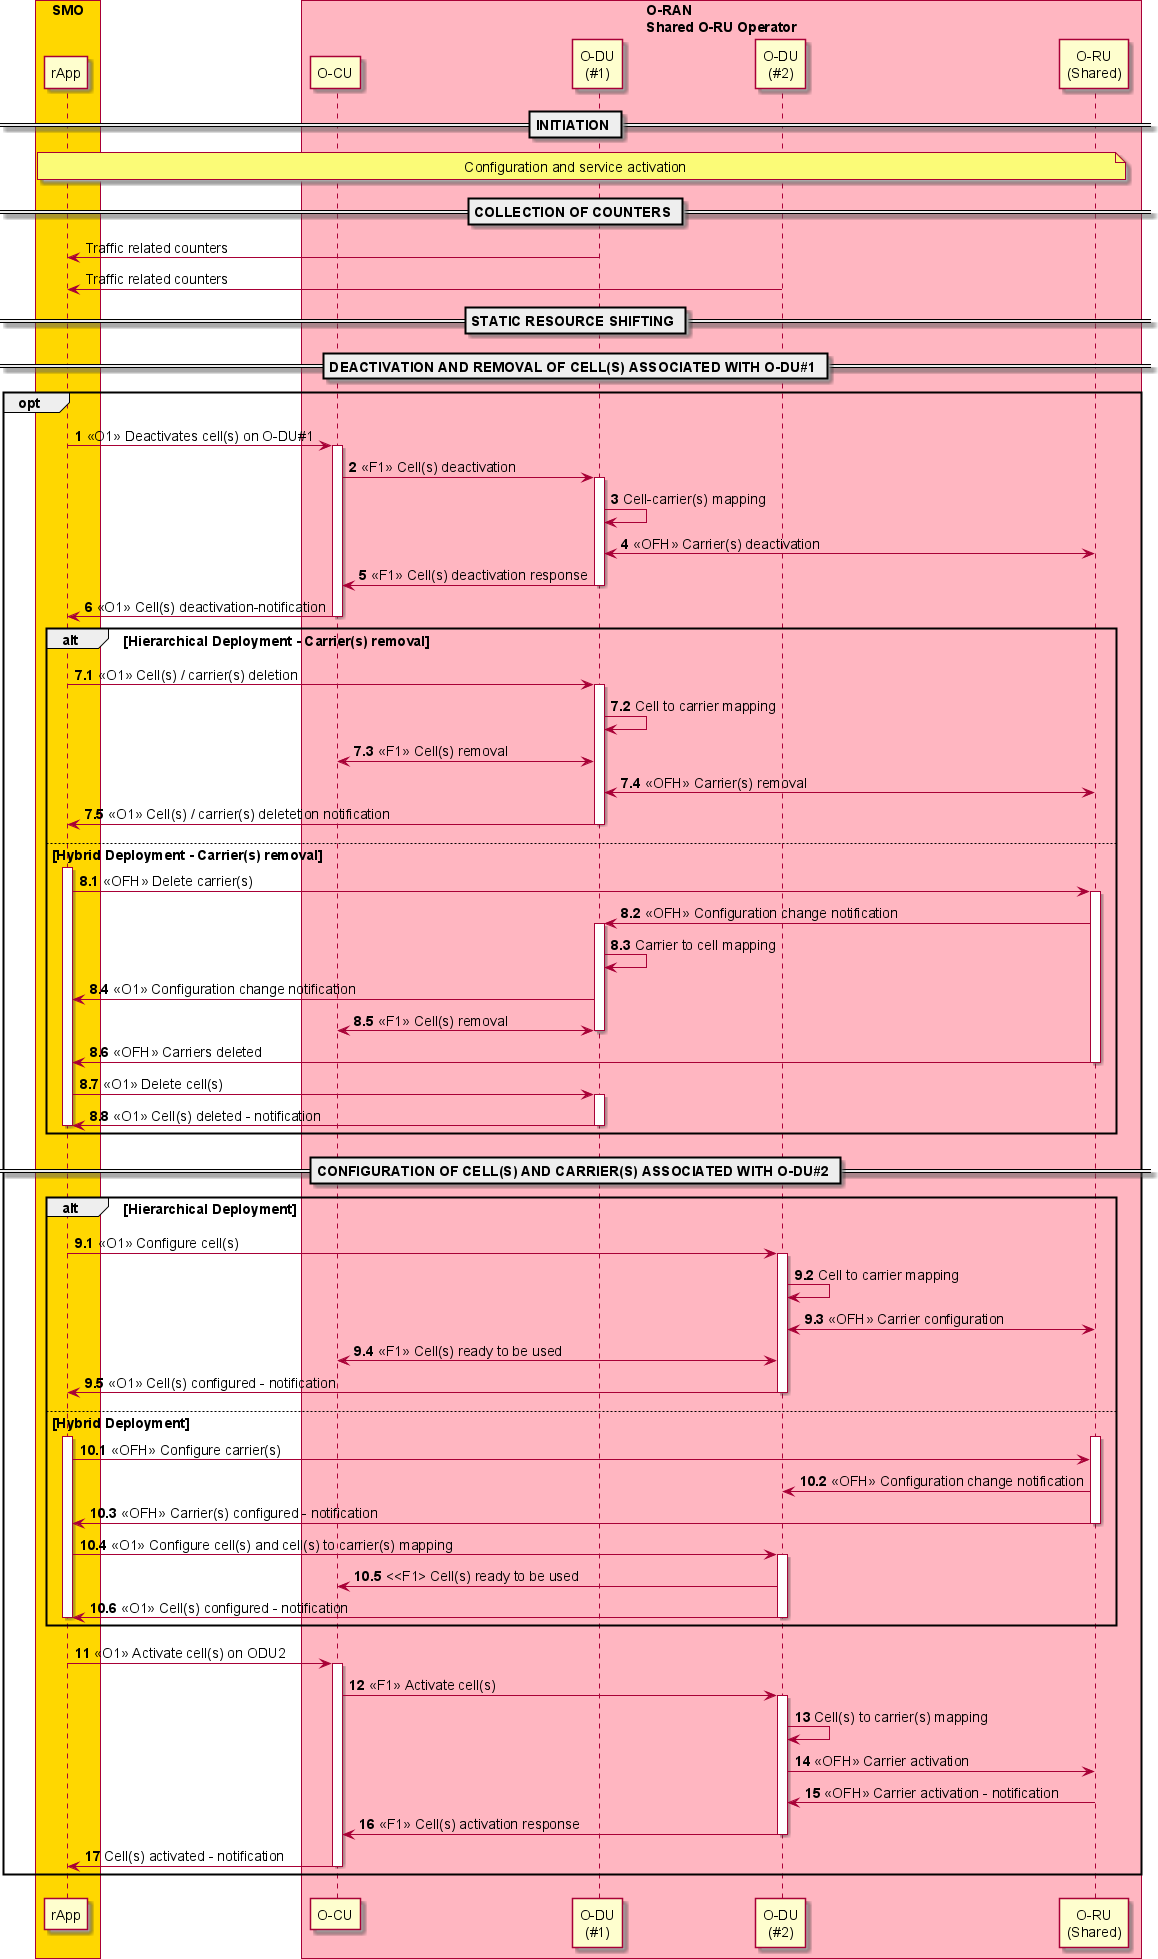 SMO
O-RAN
Shared O-RU Operator
rApp
O-CU
O-DU
(#1)
O-DU
(#2)
O-RU
(Shared)
INITIATION
Configuration and service activation
COLLECTION OF COUNTERS
Traffic related counters
Traffic related counters
STATIC RESOURCE SHIFTING
DEACTIVATION AND REMOVAL OF CELL(S) ASSOCIATED WITH O-DU#1
opt
1 «O1» Deactivates cell(s) on O-DU#1
2 «F1» Cell(s) deactivation
3 Cell-carrier(s) mapping
4 «OFH» Carrier(s) deactivation
5 «F1» Cell(s) deactivation response
6 «O1» Cell(s) deactivation-notification
alt [Hierarchical Deployment - Carrier(s) removal]
7.1 «O1» Cell(s) / carrier(s) deletion
7.2 Cell to carrier mapping
7.3 «F1» Cell(s) removal
7.4 «OFH» Carrier(s) removal
7.5 «O1» Cell(s) / carrier(s) deletetion notification
[Hybrid Deployment - Carrier(s) removal]
8.1 «OFH» Delete carrier(s)
8.2 «OFH» Configuration change notification
8.3 Carrier to cell mapping
8.4 «O1» Configuration change notification
8.5 «F1» Cell(s) removal
8.6 «OFH» Carriers deleted
8.7 «O1» Delete cell(s)
8.8 «O1» Cell(s) deleted - notification
CONFIGURATION OF CELL(S) AND CARRIER(S) ASSOCIATED WITH O-DU#2
alt [Hierarchical Deployment]
9.1 «O1» Configure cell(s)
9.2 Cell to carrier mapping
9.3 «OFH» Carrier configuration
9.4 «F1» Cell(s) ready to be used
9.5 «O1» Cell(s) configured - notification
[Hybrid Deployment]
10.1 «OFH» Configure carrier(s)
10.2 «OFH» Configuration change notification
10.3 «OFH» Carrier(s) configured - notification
10.4 «O1» Configure cell(s) and cel(s) to carrier(s) mapping
10.5 <<F1> Cell(s) ready to be used
10.6 «O1» Cell(s) configured - notification
11 «O1» Activate cell(s) on ODU2
12 «F1» Activate cell(s)
13 Cell(s) to carrier(s) mapping
14 «OFH» Carrier activation
15 «OFH» Carrier activation - notification
16 «F1» Cell(s) activation response
17 Cell(s) activated - notification
rApp
O-CU
O-DU
(#1)
O-DU
(#2)
O-RU
(Shared)